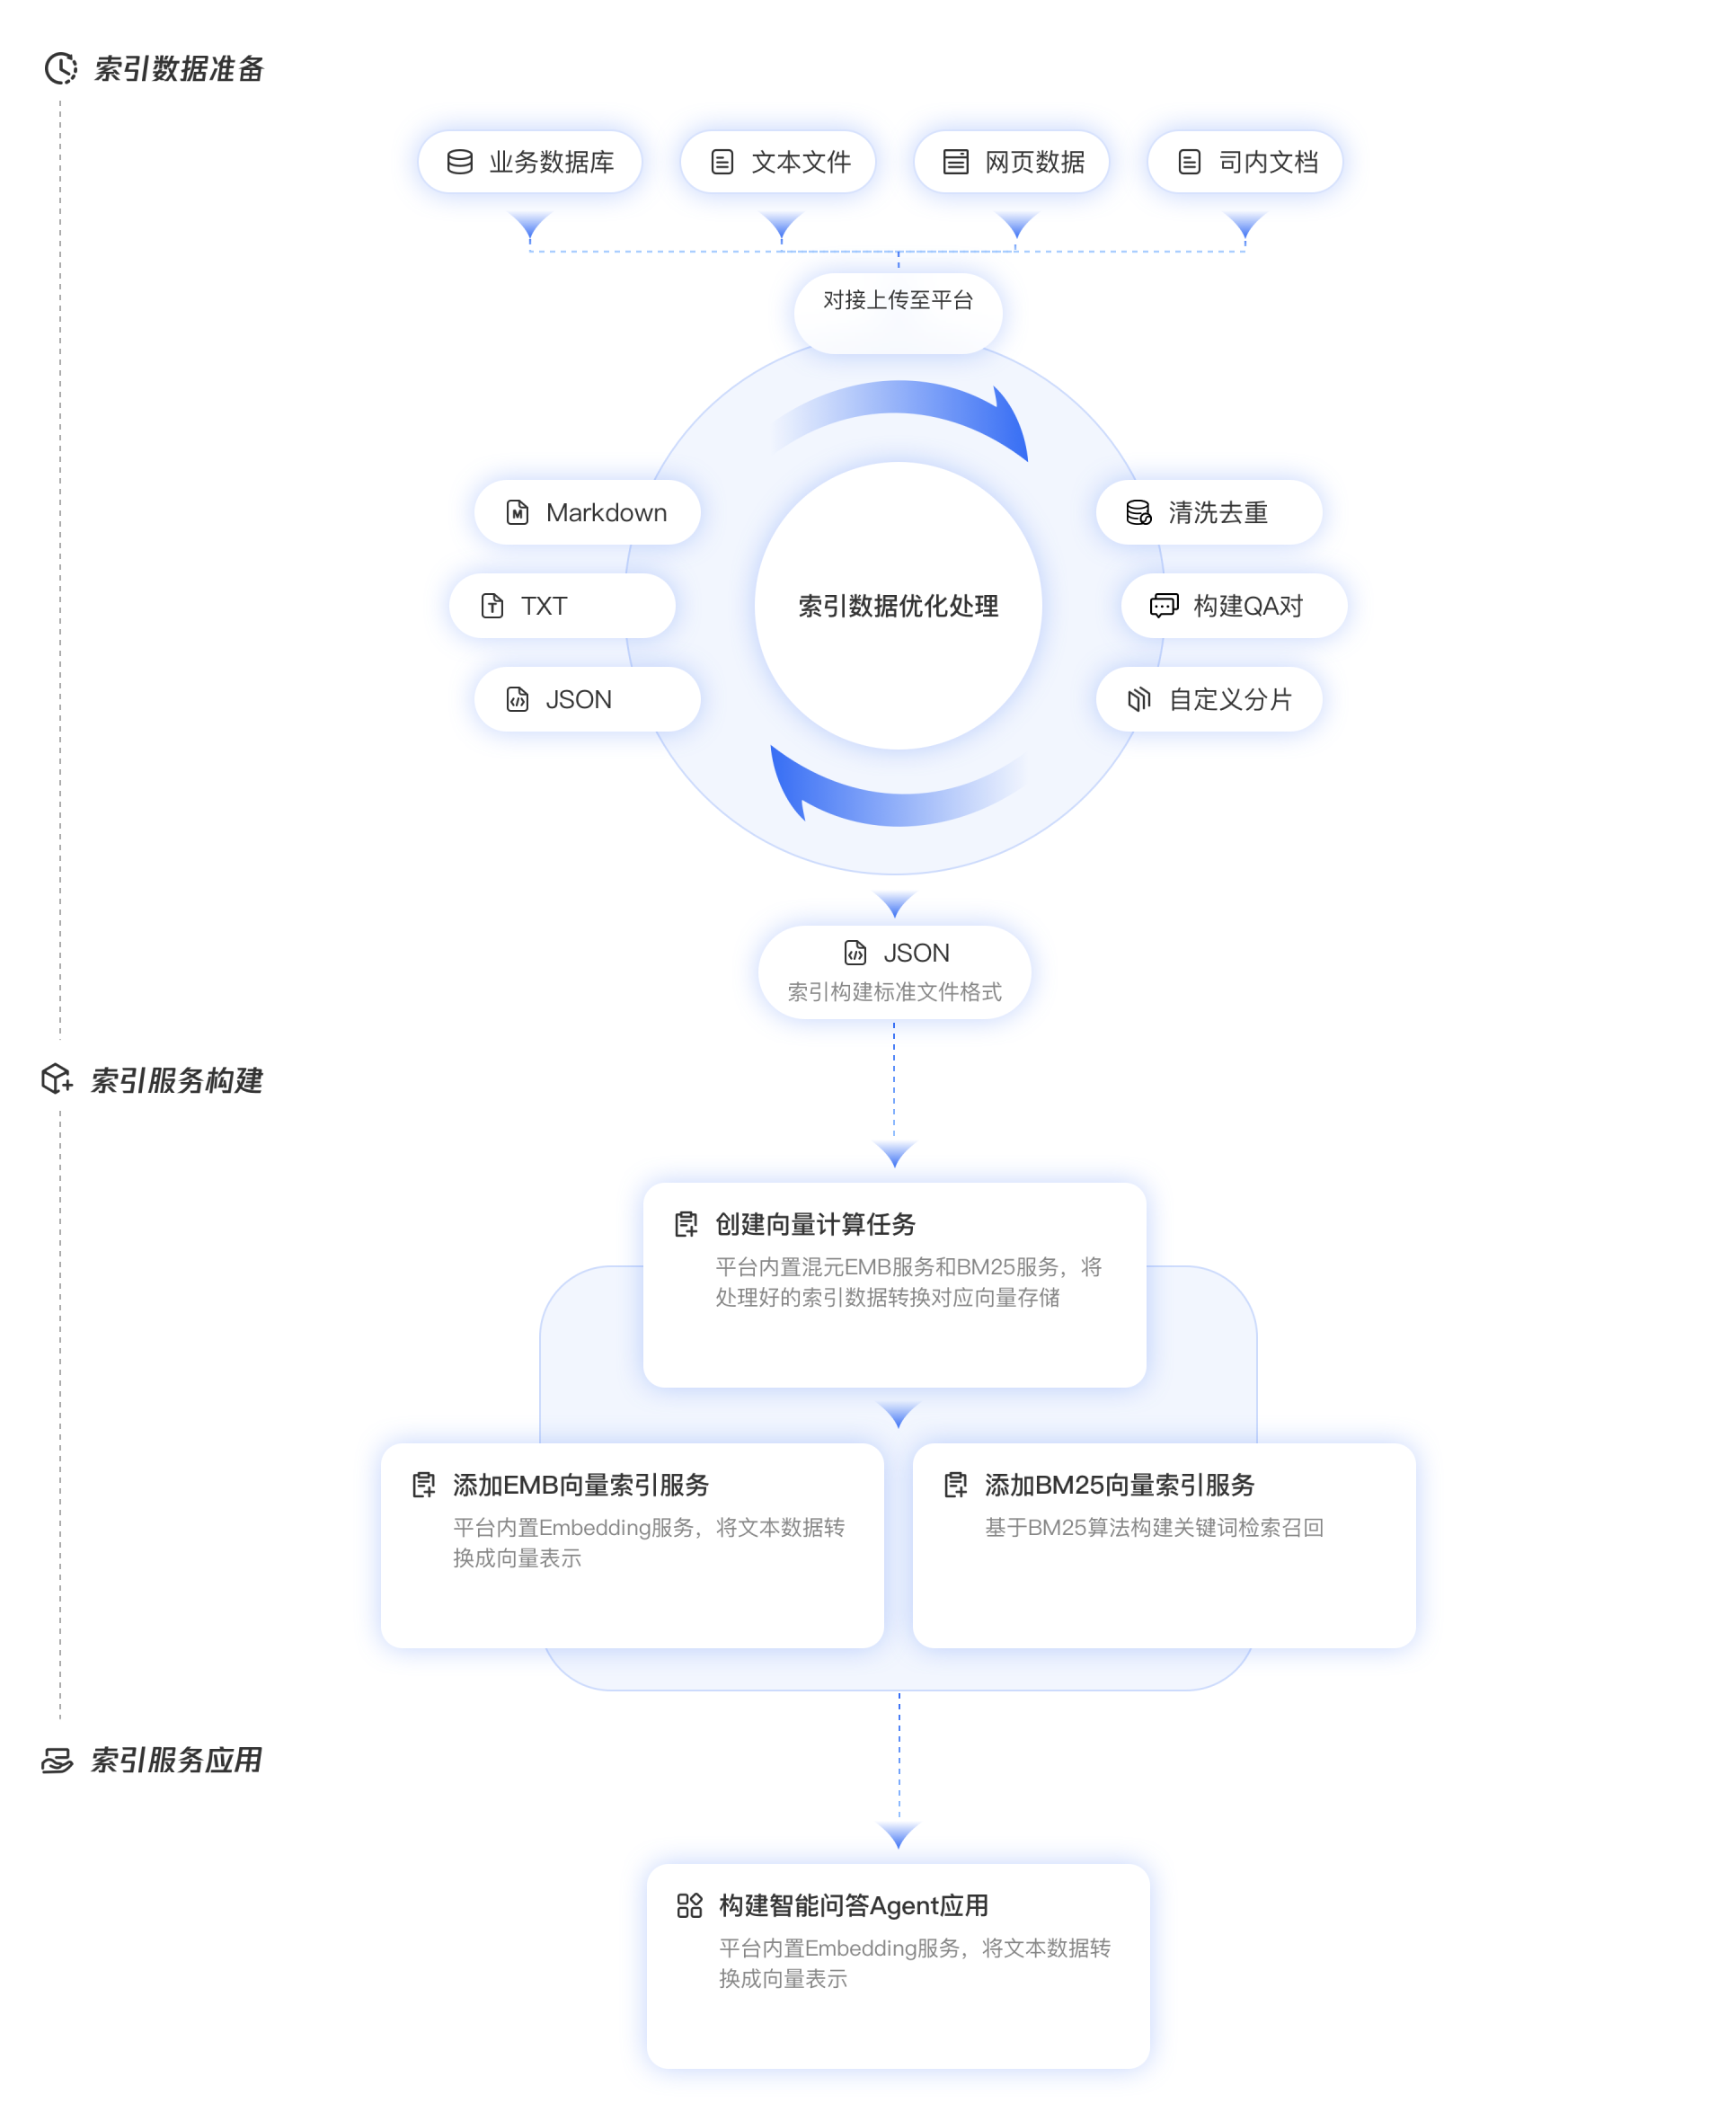 索引数据准备
业务数据库
文本文件
网页数据
司内文档
对接上传至平台
Markdown
清洗去重
TXT
索引数据优化处理
构建QA对
JSON
自定义分片
JSON
索引构建标准文件格式
索引服务构建
创建向量计算任务
平台内置混元EMB服务和BM25服务，将
处理好的索引数据转换对应向量存储
添加EMB向量索引服务
平台内置Embedding服务，将文本数据转
换成向量表示
添加BM25向量索引服务
基于BM25算法构建关键词检索召回
索引服务应用
构建智能问答Agent应用
平台内置Embedding服务，将文本数据转
换成向量表示